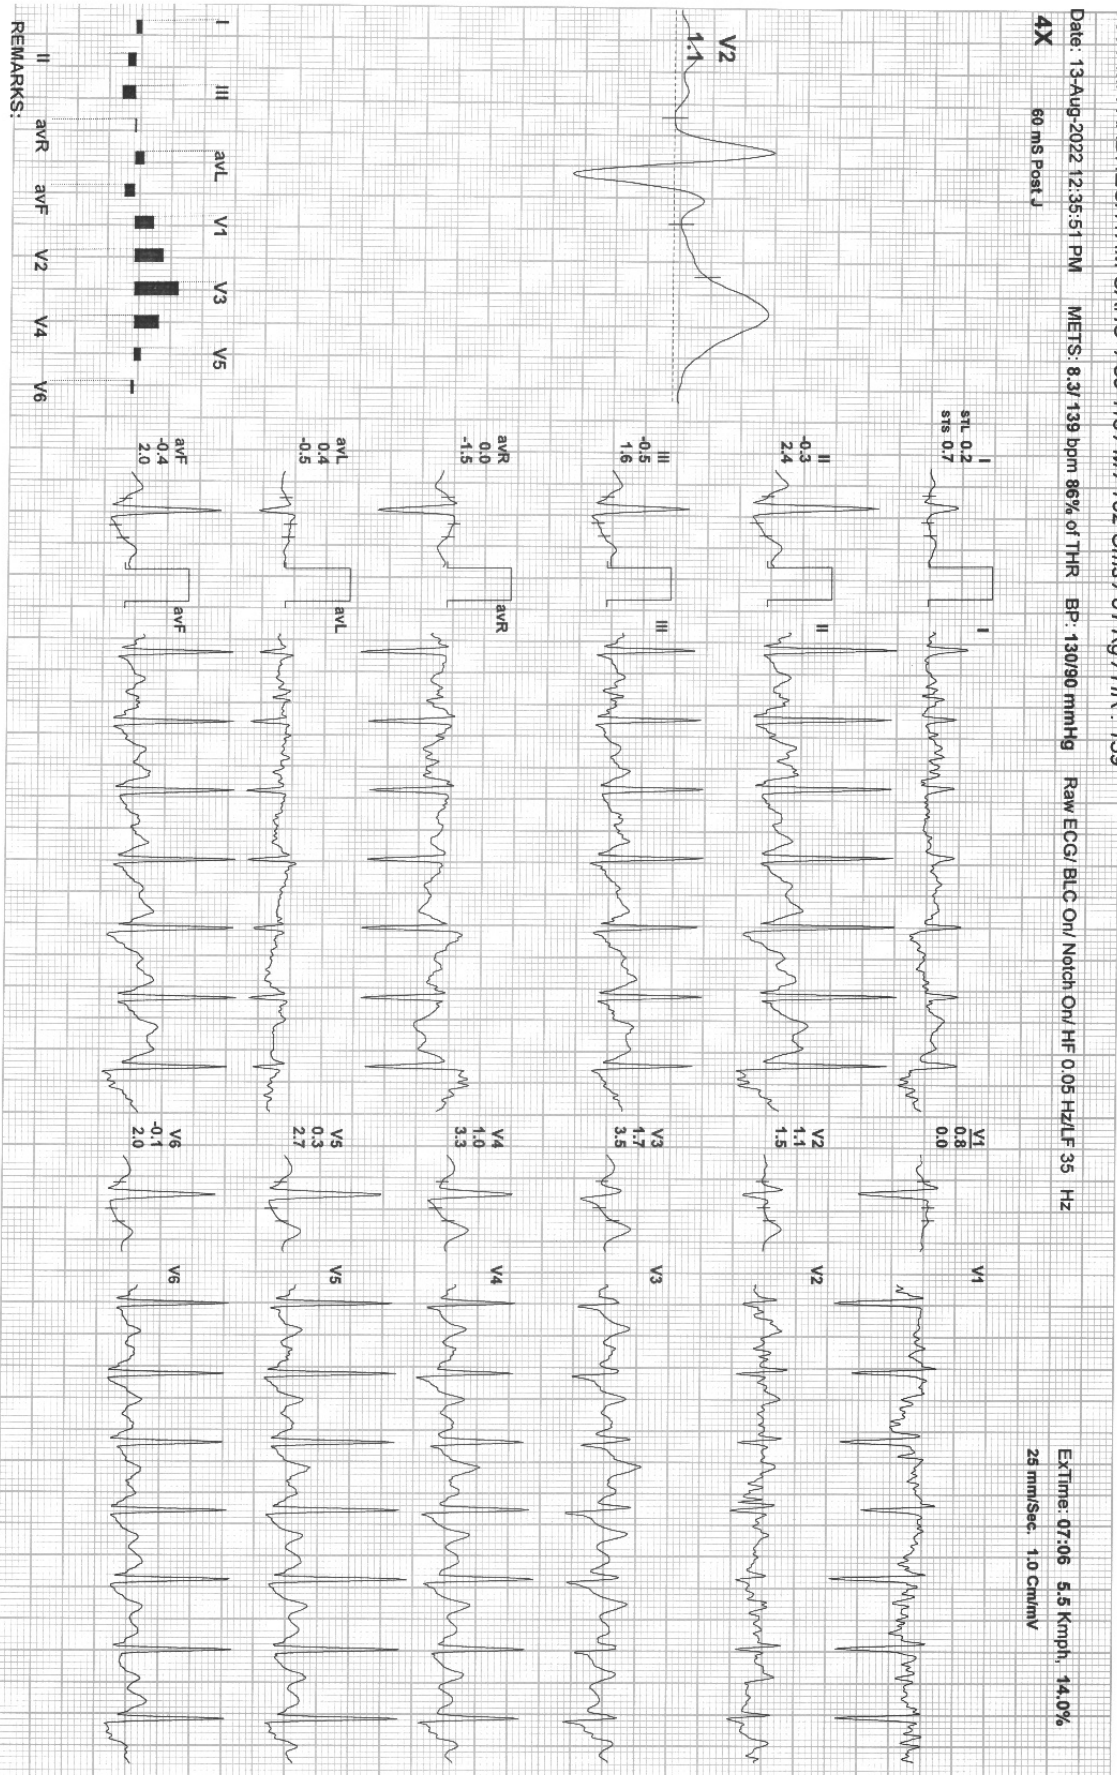 Date: 13-Aug-2022 12:35:51 PM METS: 8.3/ 139 bpm 86% of THR BP: 130/90 mmHg Raw ECG/ BLC On/ Notch On/ HF 0.05 Hz/LF 35 Hz
ExTime: 07:06 5.5 Kmph, 14.0%
4X 60 mS Post J
25 mm/Sec. 1.0 Cm/mV
V2
1.1
I
STL 0.2
STS 0.7
I
V1
0.8
0.0
V1
II
-0.3
2.4
II
V2
1.1
1.5
V2
III
-0.5
1.6
III
V3
1.7
3.5
V3
avR
0.0
-1.5
avR
V4
1.0
3.3
V4
avL
0.4
-0.5
avL
V5
0.3
2.7
V5
avF
-0.4
2.0
avF
V6
-0.1
2.0
V6
I III avL V1 V3 V5
II avR avF V2 V4 V6
REMARKS: